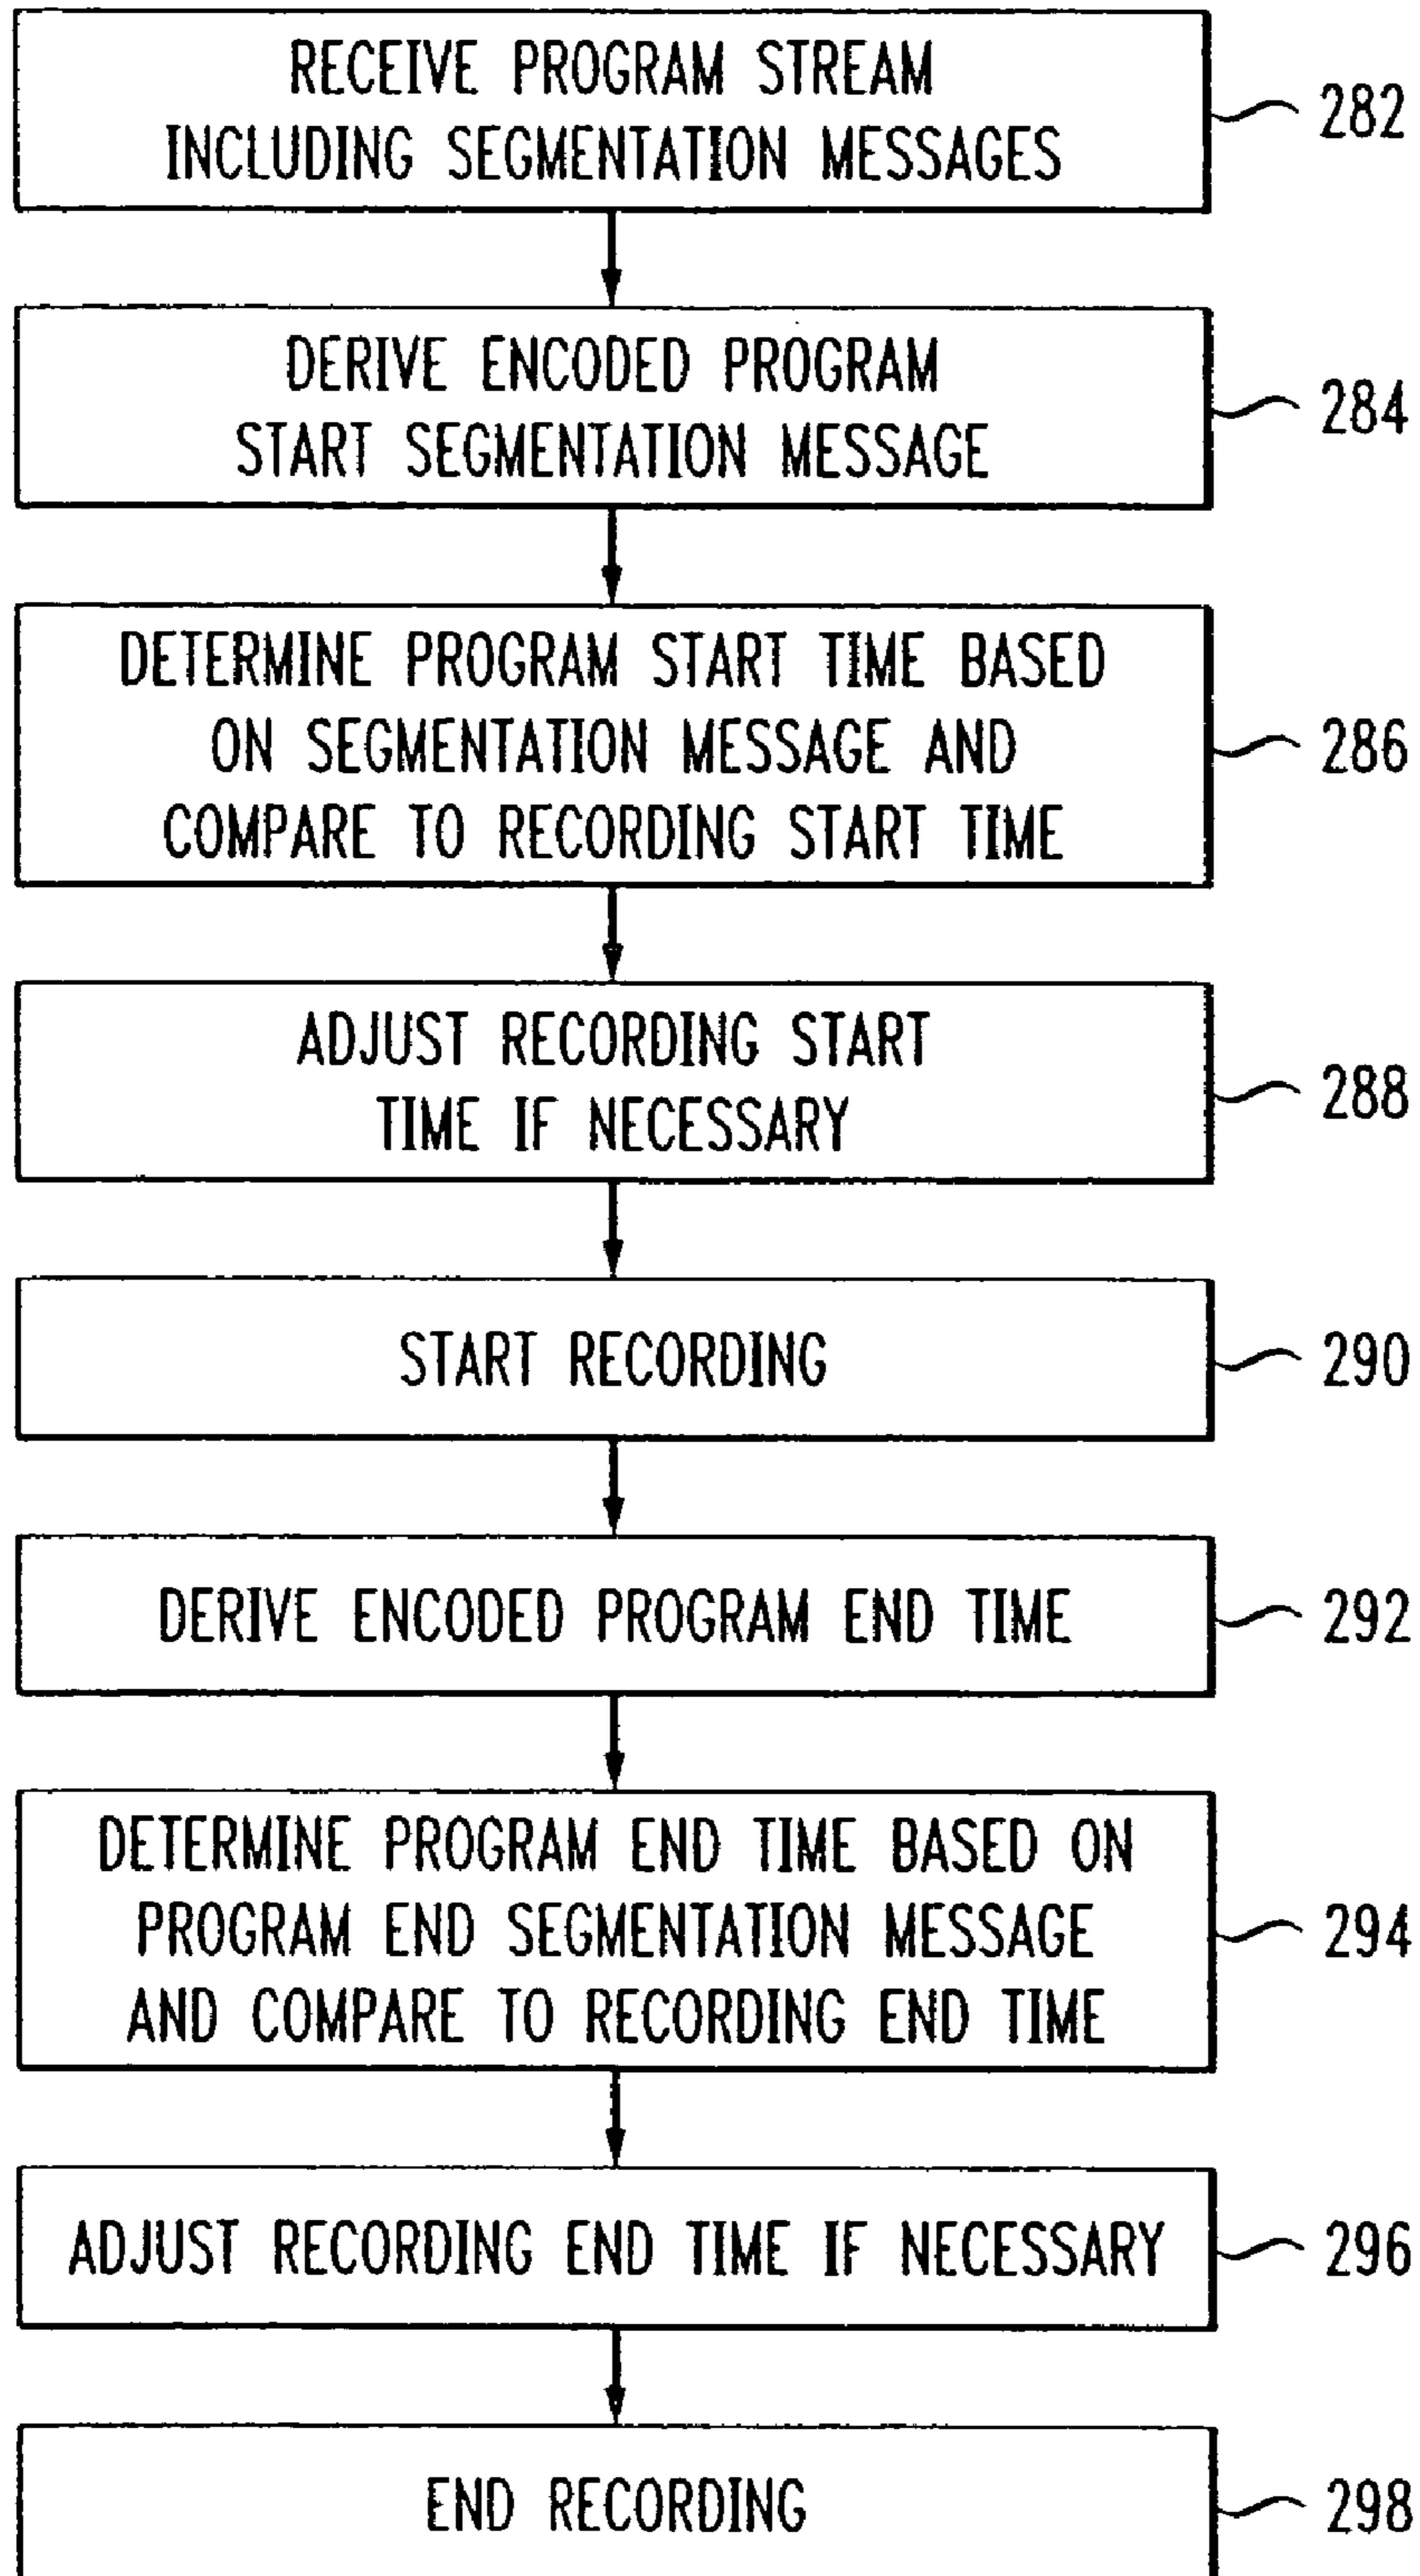 RECEIVE PROGRAM STREAM
INCLUDING SEGMENTATION MESSAGES
282
DERIVE ENCODED PROGRAM
START SEGMENTATION MESSAGE
284
DETERMINE PROGRAM START TIME BASED
ON SEGMENTATION MESSAGE AND
COMPARE TO RECORDING START TIME
286
ADJUST RECORDING START
TIME IF NECESSARY
288
START RECORDING
290
DERIVE ENCODED PROGRAM END TIME
292
DETERMINE PROGRAM END TIME BASED ON
PROGRAM END SEGMENTATION MESSAGE
AND COMPARE TO RECORDING END TIME
294
ADJUST RECORDING END TIME IF NECESSARY
296
END RECORDING
298